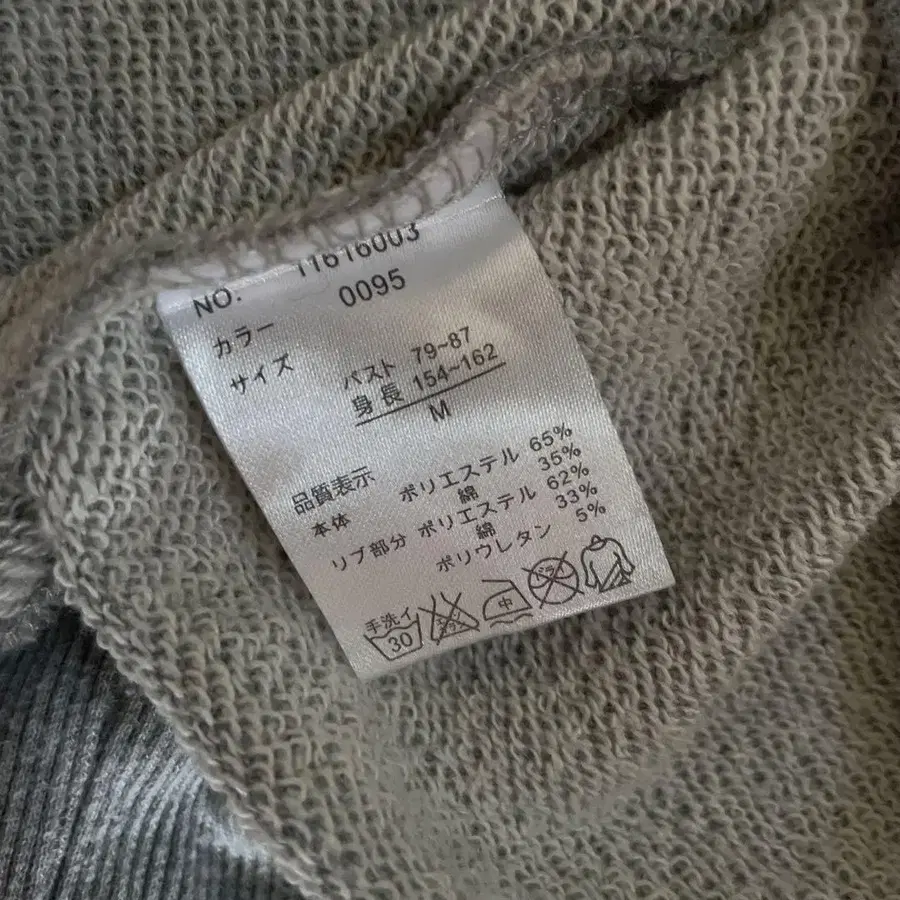 NO. 11616003
カラー 0095
サイズ バスト 79~87
身長 154~162
M
品質表示
本体 ポリエステル 65%
綿 35%
リブ部分 ポリエステル 62%
綿 33%
ポリウレタン 5%
手洗イ 30 中 ドライ